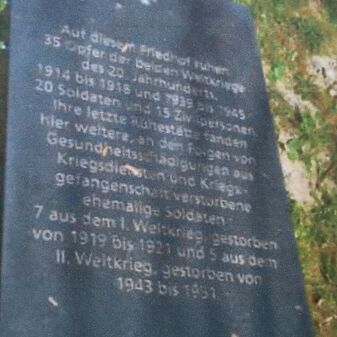 Auf diesem Friedhof ruhen
35 Opfer der beiden Weltkriege
des 20. Jahrhunderts
1914 bis 1918 und 1939 bis 1945
20 Soldaten und 15 Zivilpersonen
Ihre letzte Ruhestätte fanden
hier weitere, an den Folgen von
Gesundheitsschädigungen aus
Kriegsdiensten und Kriegs-
gefangenschaft verstorbene
ehemalige Soldaten
7 aus dem I. Weltkrieg, gestorben
von 1919 bis 1921 und 5 aus dem
II. Weltkrieg, gestorben von
1943 bis 1951